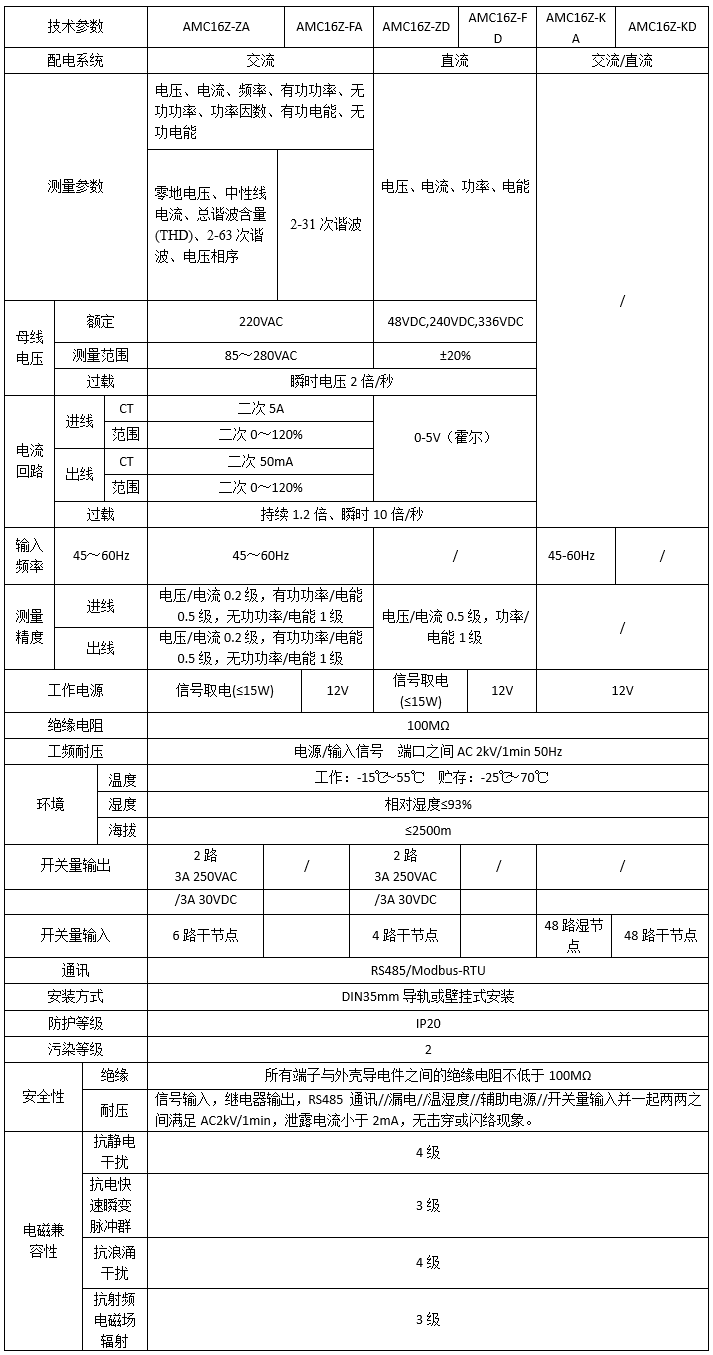 技术参数 AMC16Z-ZA AMC16Z-FA AMC16Z-ZD AMC16Z-F AMC16Z-K AMC16Z-KD
D A
配电系统 交流 直流 交流/直流
测量参数
电压、电流、频率、有功功率、无
功功率、功率因数、有功电能、无
功电能
零地电压、中性线
电流、总谐波含量
(THD)、2-63 次谐
波、电压相序
2-31 次谐波
电压、电流、功率、电能
/
母线
电压
额定 220VAC 48VDC,240VDC,336VDC
测量范围 85～280VAC ±20%
过载 瞬时电压 2 倍/秒
电流
回路
进线 CT 二次 5A
范围 二次 0～120%
0-5V（霍尔）
出线 CT 二次 50mA
范围 二次 0～120%
过载 持续 1.2 倍、瞬时 10 倍/秒
输入
频率
45～60Hz 45～60Hz / 45-60Hz /
测量
精度
进线
电压/电流 0.2 级，有功功率/电能
0.5 级，无功功率/电能 1 级
出线
电压/电流 0.2 级，有功功率/电能
0.5 级，无功功率/电能 1 级
电压/电流 0.5 级，功率/
电能 1 级
/
工作电源 信号取电(≤15W) 12V
信号取电
(≤15W)
12V 12V
绝缘电阻 100MΩ
工频耐压 电源/输入信号 端口之间 AC 2kV/1min 50Hz
环境
温度 工作：-15℃~55℃ 贮存：-25℃~70℃
湿度 相对湿度≤93%
海拔 ≤2500m
开关量输出
2 路
3A 250VAC
/
2 路
3A 250VAC
/ /
/3A 30VDC /3A 30VDC
开关量输入 6 路干节点 4 路干节点
48 路湿节
点
48 路干节点
通讯 RS485/Modbus-RTU
安装方式 DIN35mm 导轨或壁挂式安装
防护等级 IP20
污染等级 2
安全性
绝缘 所有端子与外壳导电件之间的绝缘电阻不低于 100MΩ
耐压
信号输入，继电器输出，RS485 通讯//漏电//温湿度//辅助电源//开关量输入并一起两两之
间满足 AC2kV/1min，泄露电流小于 2mA，无击穿或闪络现象。
电磁兼
容性
抗静电
干扰
4 级
抗电快
速瞬变
脉冲群
3 级
抗浪涌
干扰
4 级
抗射频
电磁场
辐射
3 级